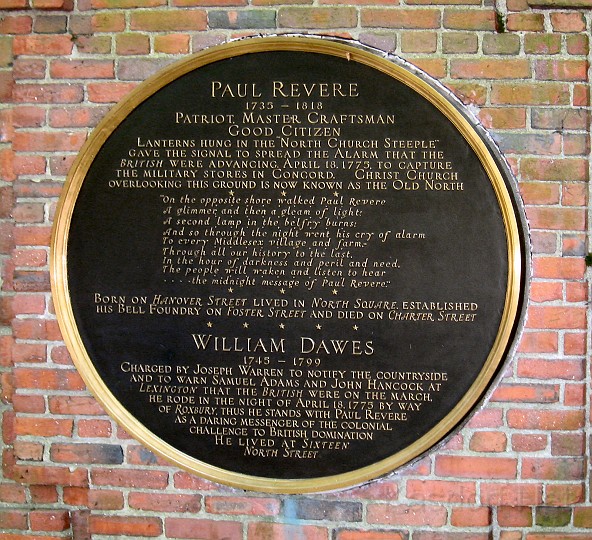 PAUL REVERE
1735 – 1818
PATRIOT, MASTER CRAFTSMAN
GOOD CITIZEN
LANTERNS HUNG IN THE NORTH CHURCH STEEPLE
GAVE THE SIGNAL TO SPREAD THE ALARM THAT THE
BRITISH WERE ADVANCING, APRIL 18, 1775, TO CAPTURE
THE MILITARY STORES IN CONCORD. CHRIST CHURCH
OVERLOOKING THIS GROUND IS NOW KNOWN AS THE OLD NORTH
"On the opposite shore walked Paul Revere
A glimmer, and then a gleam of light;
A second lamp in the belfry burns;
And so through the night went his cry of alarm
To every Middlesex village and farm,-
Through all our history to the last,
In the hour of darkness and peril and need,
The people will waken and listen to hear
- - - - the midnight message of Paul Revere."
BORN ON HANOVER STREET LIVED IN NORTH SQUARE, ESTABLISHED
HIS BELL FOUNDRY ON FOSTER STREET AND DIED ON CHARTER STREET
WILLIAM DAWES
1745 – 1799
CHARGED BY JOSEPH WARREN TO NOTIFY THE COUNTRYSIDE
AND TO WARN SAMUEL ADAMS AND JOHN HANCOCK AT
LEXINGTON THAT THE BRITISH WERE ON THE MARCH,
HE RODE IN THE NIGHT OF APRIL 18, 1775 BY WAY
OF ROXBURY, THUS HE STANDS WITH PAUL REVERE
AS A DARING MESSENGER OF THE COLONIAL
CHALLENGE TO BRITISH DOMINATION
HE LIVED AT SIXTEEN
NORTH STREET